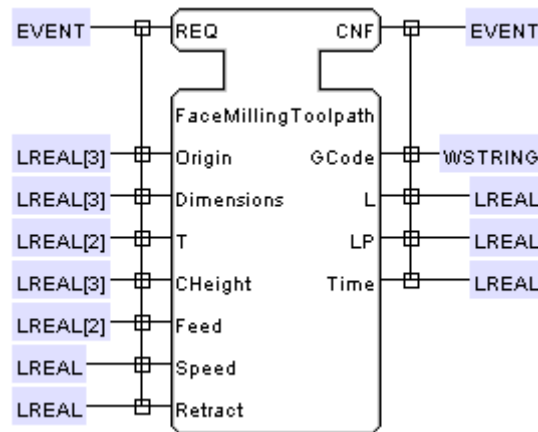 EVENT REQ CNF EVENT
FaceMillingToolpath
LREAL[3] Origin GCode WSTRING
LREAL[3] Dimensions L LREAL
LREAL[2] T LP LREAL
LREAL[3] CHeight Time LREAL
LREAL[2] Feed
LREAL Speed
LREAL Retract